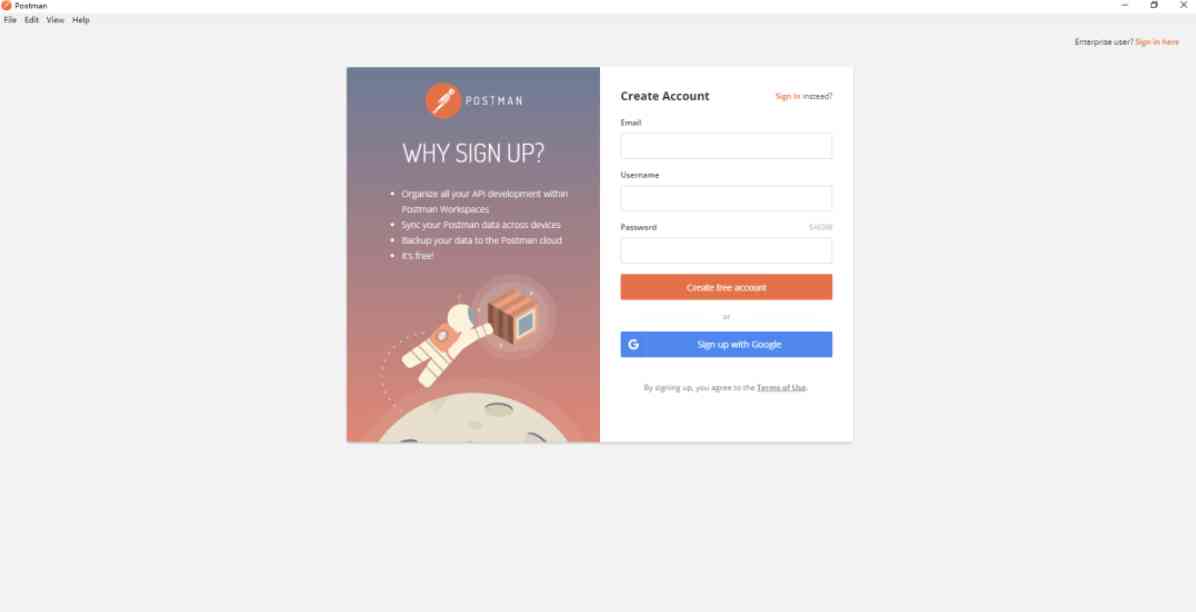 Postman
File Edit View Help
Enterprise user? Sign in here
POSTMAN
WHY SIGN UP?
• Organize all your API development within
Postman Workspaces
• Sync your Postman data across devices
• Backup your data to the Postman cloud
• It's free!
Create Account
Sign in instead?
Email
Username
Password
SHOW
Create free account
or
G Sign up with Google
By signing up, you agree to the Terms of Use.